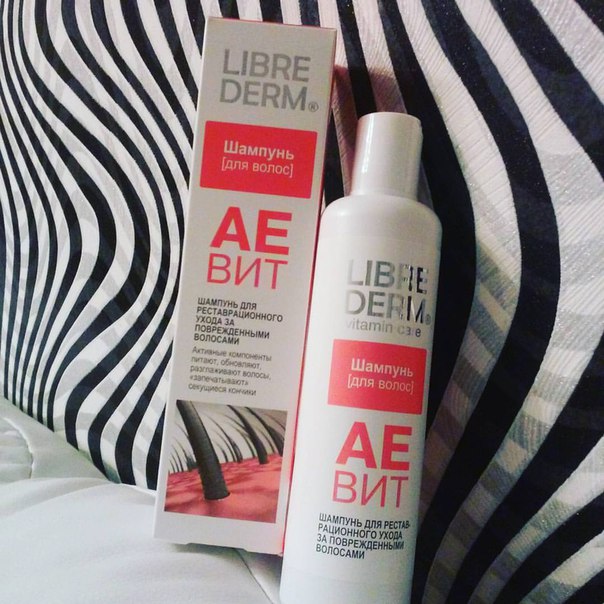 LIBRE
DERM®
Шампунь
[для волос]
АЕ
ВИТ
ШАМПУНЬ ДЛЯ
РЕСТАВРАЦИОННОГО
УХОДА ЗА
ПОВРЕЖДЕННЫМИ
ВОЛОСАМИ
Активные компоненты
питают, обновляют,
разглаживают волосы,
«запечатывают»
секущиеся кончики
LIBRE
DERM®
vitamin care
Шампунь
[для волос]
АЕ
ВИТ
ШАМПУНЬ ДЛЯ РЕСТАВ-
РАЦИОННОГО УХОДА
ЗА ПОВРЕЖДЕННЫМИ
ВОЛОСАМИ